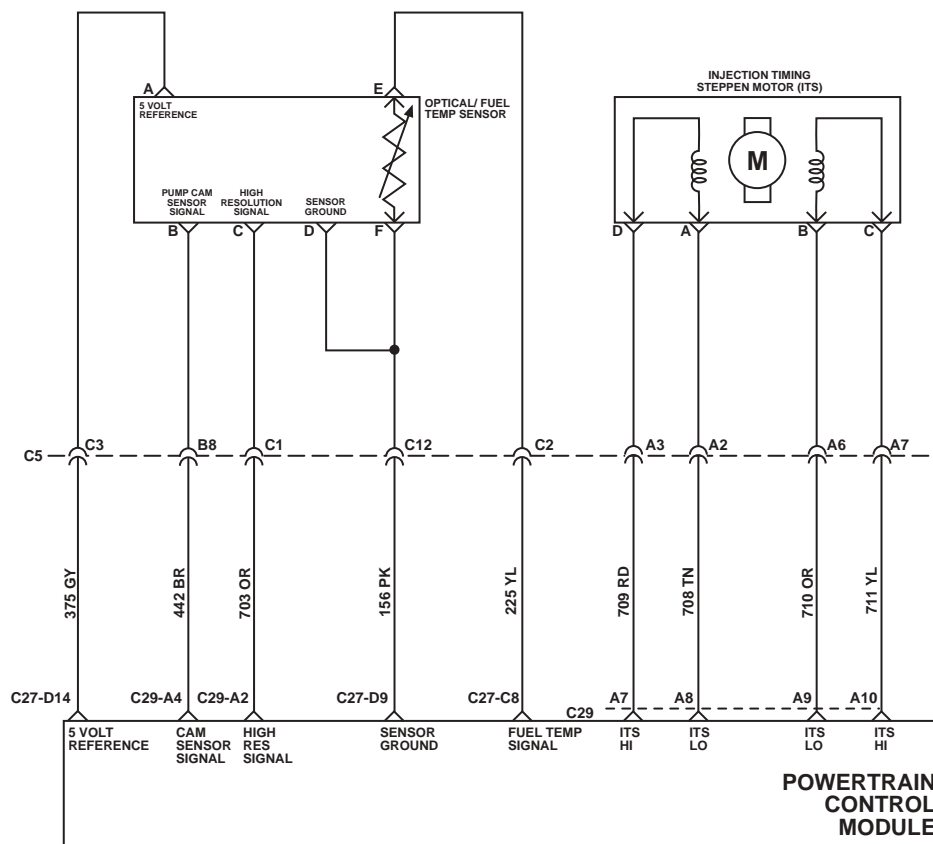 INJECTION TIMING
STEPPEN MOTOR (ITS)
A
E
5 VOLT
REFERENCE
OPTICAL/ FUEL
TEMP SENSOR
M
PUMP CAM
SENSOR
SIGNAL
HIGH
RESOLUTION
SIGNAL
SENSOR
GROUND
B
C
D
F
D
A
B
C
C5
C3
B8
C1
C12
C2
A3
A2
A6
A7
375 GY
442 BR
703 OR
156 PK
225 YL
709 RD
708 TN
710 OR
711 YL
C27-D14
C29-A4
C29-A2
C27-D9
C27-C8
C29
A7
A8
A9
A10
5 VOLT
REFERENCE
CAM
SENSOR
SIGNAL
HIGH
RES
SIGNAL
SENSOR
GROUND
FUEL TEMP
SIGNAL
ITS
HI
ITS
LO
ITS
LO
ITS
HI
POWERTRAIN
CONTROL
MODULE